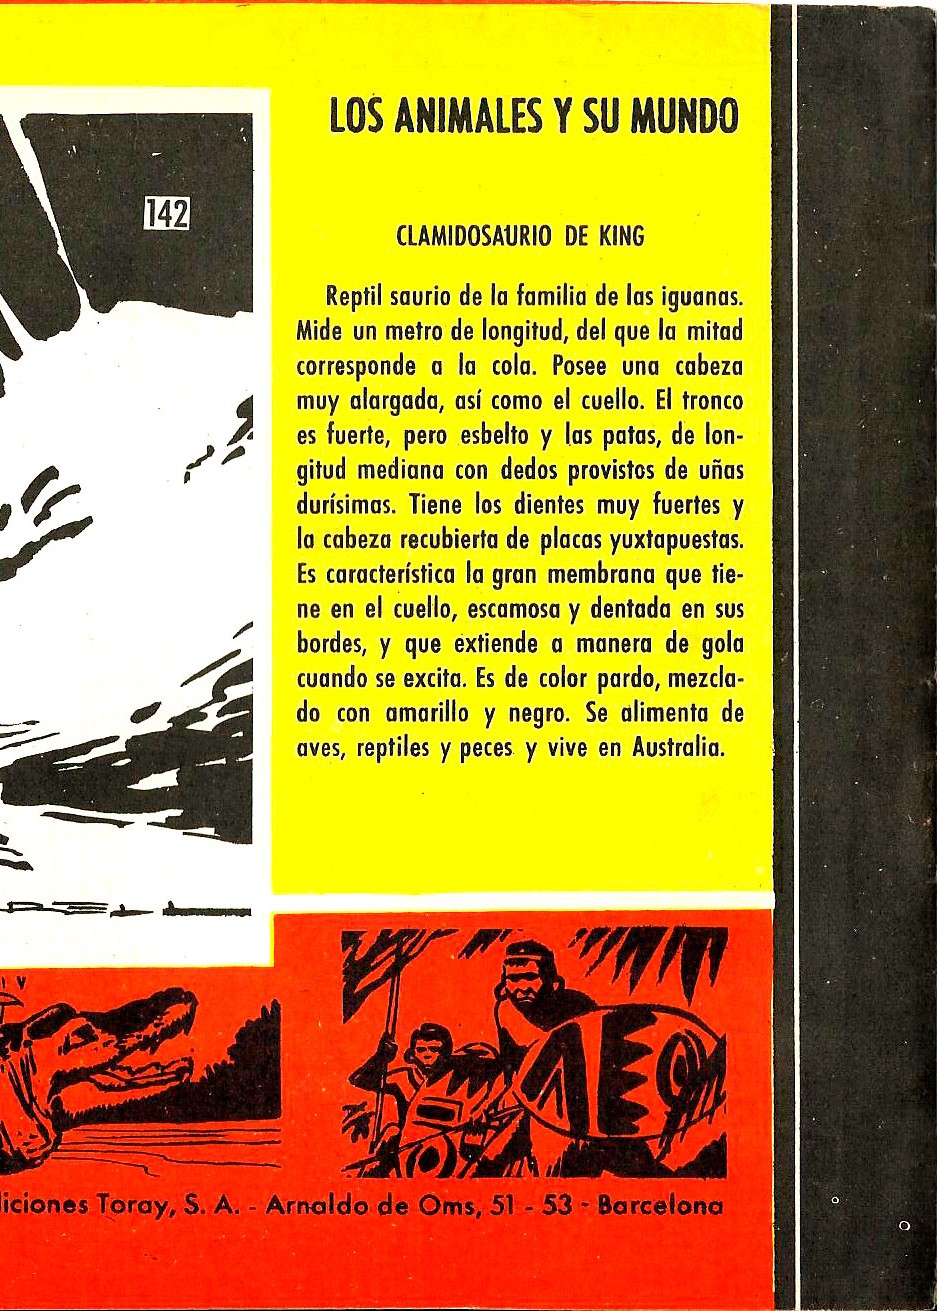 LOS ANIMALES Y SU MUNDO
142
CLAMIDOSAURIO DE KING
Reptil saurio de la familia de las iguanas.
Mide un metro de longitud, del que la mitad
corresponde a la cola. Posee una cabeza
muy alargada, así como el cuello. El tronco
es fuerte, pero esbelto y las patas, de lon-
gitud mediana con dedos provistos de uñas
durísimas. Tiene los dientes muy fuertes y
la cabeza recubierta de placas yuxtapuestas.
Es característica la gran membrana que tie-
ne en el cuello, escamosa y dentada en sus
bordes, y que extiende a manera de gola
cuando se excita. Es de color pardo, mezcla-
do con amarillo y negro. Se alimenta de
aves, reptiles y peces y vive en Australia.
iciones Toray, S. A. - Arnaldo de Oms, 51 - 53 - Barcelona